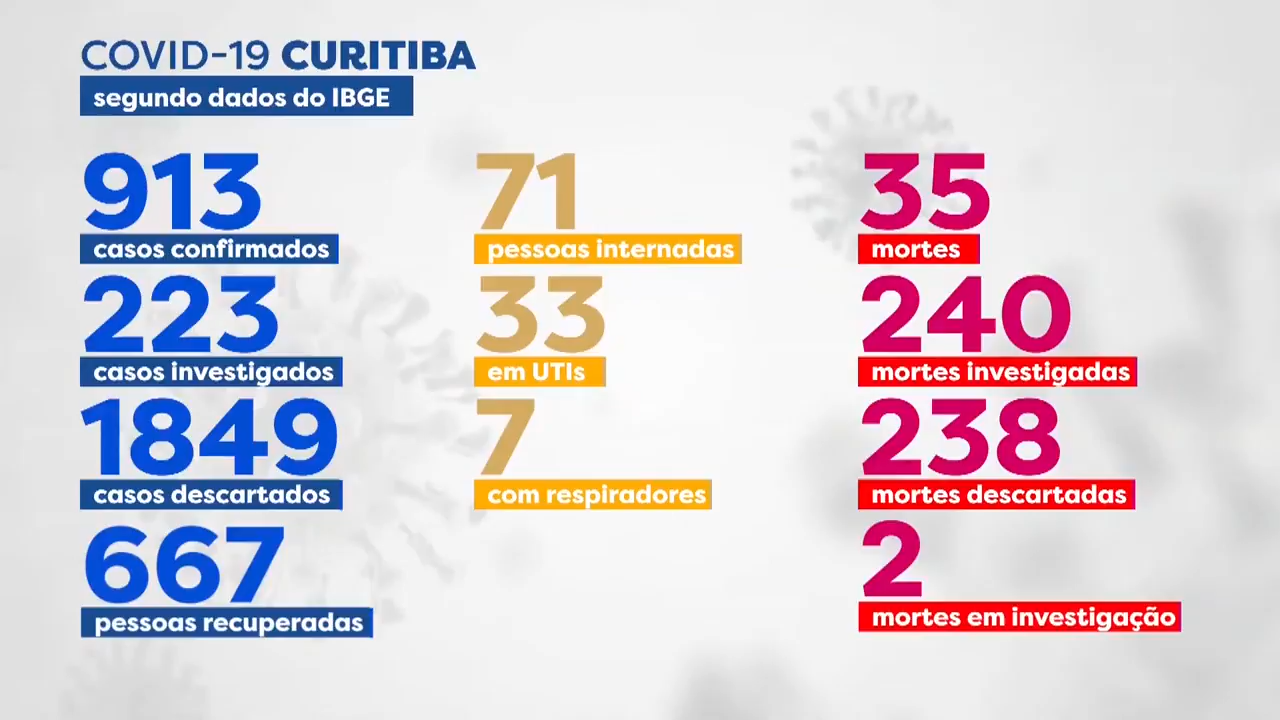 COVID-19 CURITIBA
segundo dados do IBGE
913
casos confirmados
223
casos investigados
1849
casos descartados
667
pessoas recuperadas
71
pessoas internadas
33
em UTIs
7
com respiradores
35
mortes
240
mortes investigadas
238
mortes descartadas
2
mortes em investigação